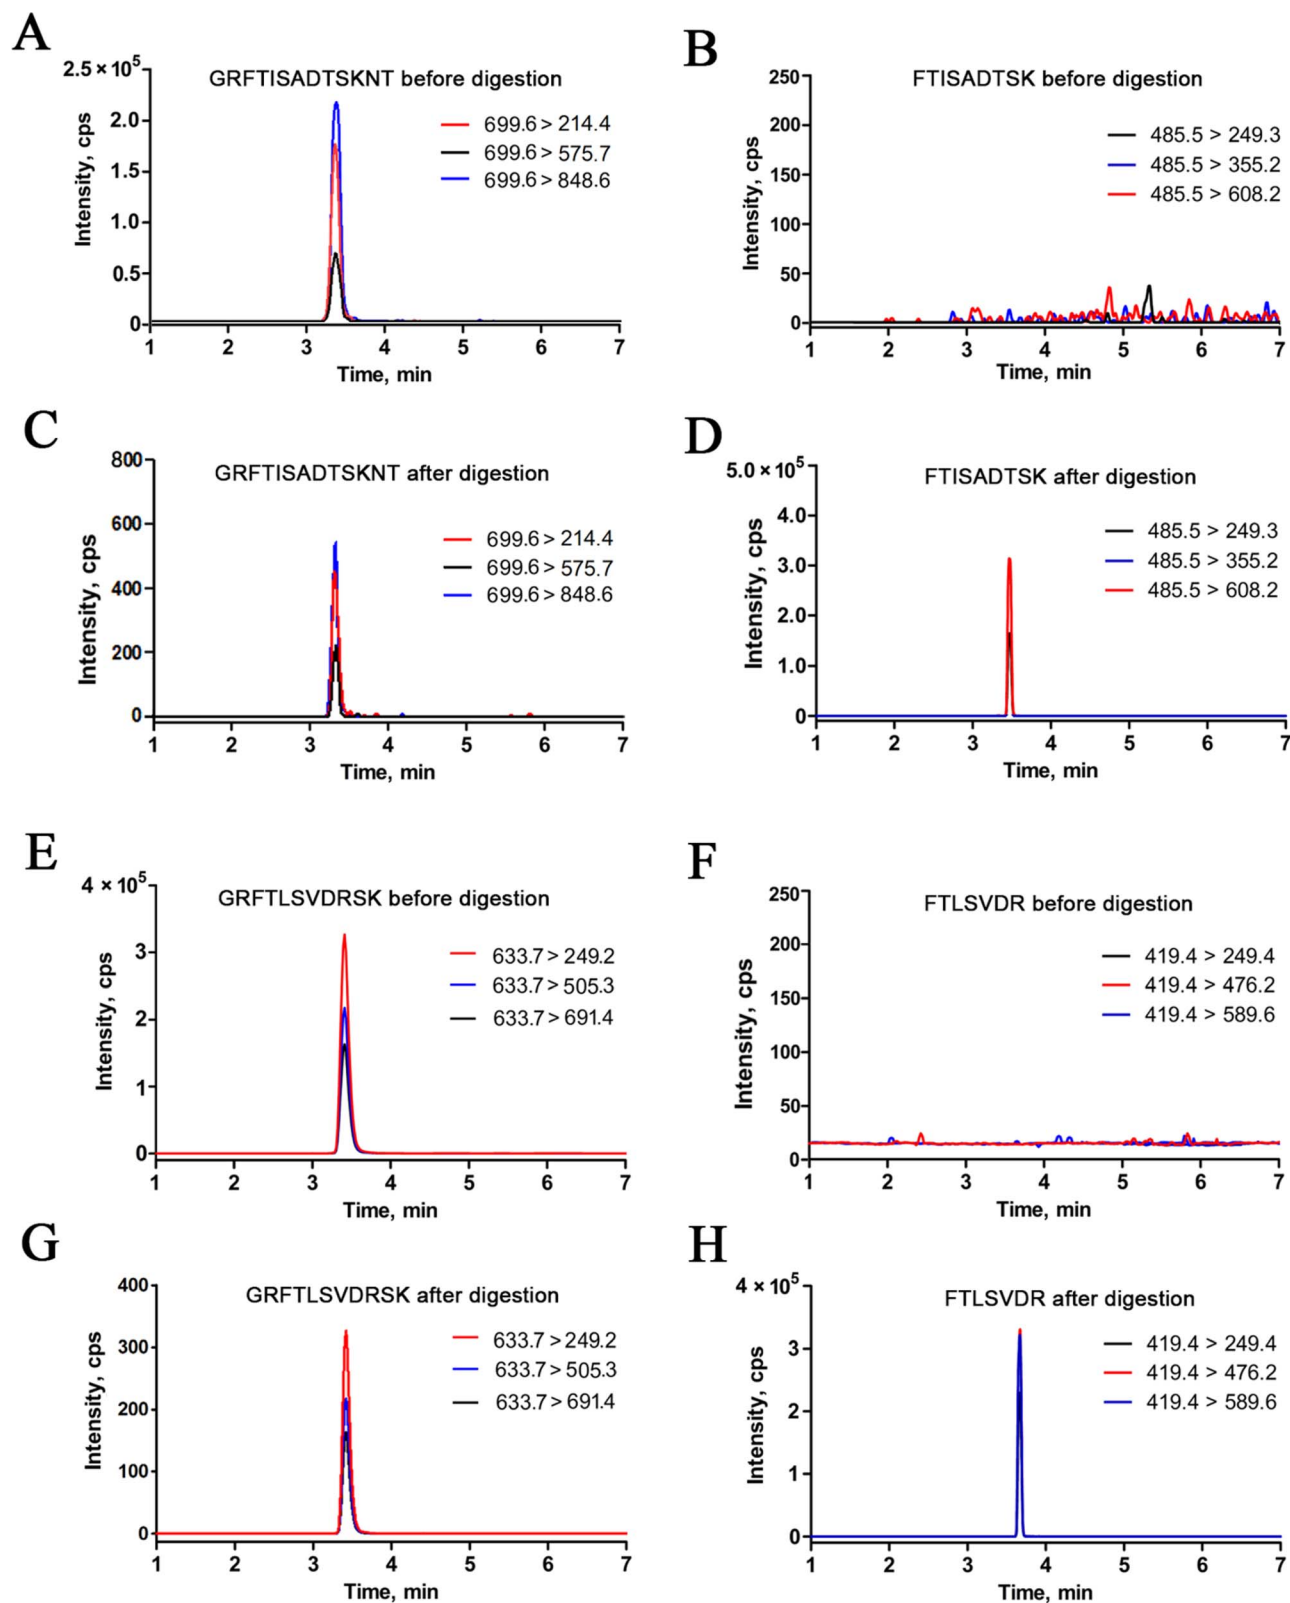 A
GRFTISADTSKNT before digestion
2.5 × 10⁵
2.0
1.5
1.0
0.5
0
Intensity, cps
699.6 > 214.4
699.6 > 575.7
699.6 > 848.6
1 2 3 4 5 6 7
Time, min
B
FTISADTSK before digestion
250
200
150
100
50
0
Intensity, cps
485.5 > 249.3
485.5 > 355.2
485.5 > 608.2
1 2 3 4 5 6 7
Time, min
C
GRFTISADTSKNT after digestion
800
600
400
200
0
Intensity, cps
699.6 > 214.4
699.6 > 575.7
699.6 > 848.6
1 2 3 4 5 6 7
Time, min
D
FTISADTSK after digestion
5.0 × 10⁵
4.0
3.0
2.0
1.0
0
Intensity, cps
485.5 > 249.3
485.5 > 355.2
485.5 > 608.2
1 2 3 4 5 6 7
Time, min
E
GRFTLSVDRSK before digestion
4 × 10⁵
3
2
1
0
Intensity, cps
633.7 > 249.2
633.7 > 505.3
633.7 > 691.4
1 2 3 4 5 6 7
Time, min
F
FTLSVDR before digestion
250
200
150
100
50
0
Intensity, cps
419.4 > 249.4
419.4 > 476.2
419.4 > 589.6
1 2 3 4 5 6 7
Time, min
G
GRFTLSVDRSK after digestion
400
300
200
100
0
Intensity, cps
633.7 > 249.2
633.7 > 505.3
633.7 > 691.4
1 2 3 4 5 6 7
Time, min
H
FTLSVDR after digestion
4 × 10⁵
3
2
1
0
Intensity, cps
419.4 > 249.4
419.4 > 476.2
419.4 > 589.6
1 2 3 4 5 6 7
Time, min